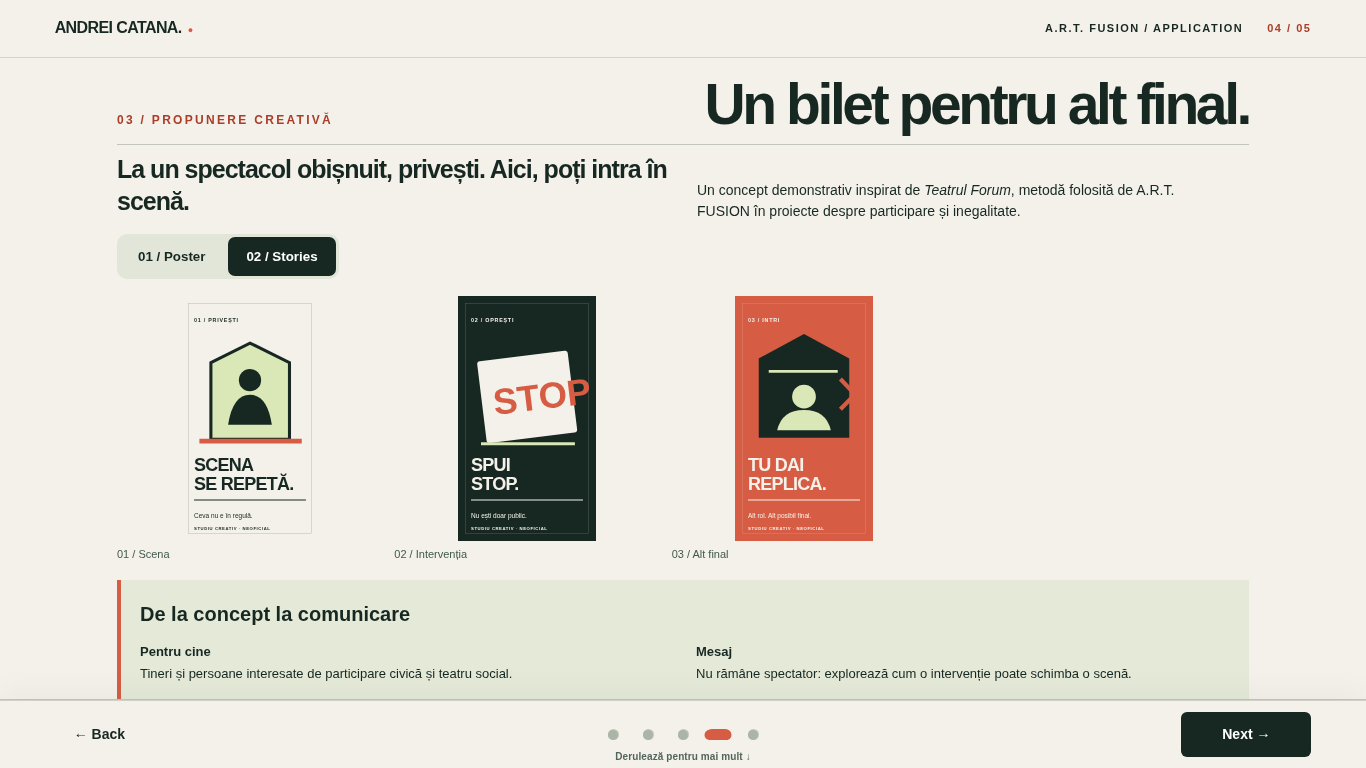 ANDREI CATANA.
A.R.T. FUSION / APPLICATION
04 / 05
03 / PROPUNERE CREATIVĂ
Un bilet pentru alt final.
La un spectacol obișnuit, privești. Aici, poți intra în
scenă.
Un concept demonstrativ inspirat de Teatrul Forum, metodă folosită de A.R.T.
FUSION în proiecte despre participare și inegalitate.
01 / Poster
02 / Stories
01 / PRIVEȘTI
SCENA
SE REPETĂ.
Ceva nu e în regulă.
STUDIU CREATIV · NEOFICIAL
01 / Scena
02 / OPREȘTI
STOP
SPUI
STOP.
Nu ești doar public.
STUDIU CREATIV · NEOFICIAL
02 / Intervenția
03 / INTRI
TU DAI
REPLICA.
Alt rol. Alt posibil final.
STUDIU CREATIV · NEOFICIAL
03 / Alt final
De la concept la comunicare
Pentru cine
Tineri și persoane interesate de participare civică și teatru social.
Mesaj
Nu rămâne spectator: explorează cum o intervenție poate schimba o scenă.
← Back
Derulează pentru mai mult ↓
Next →